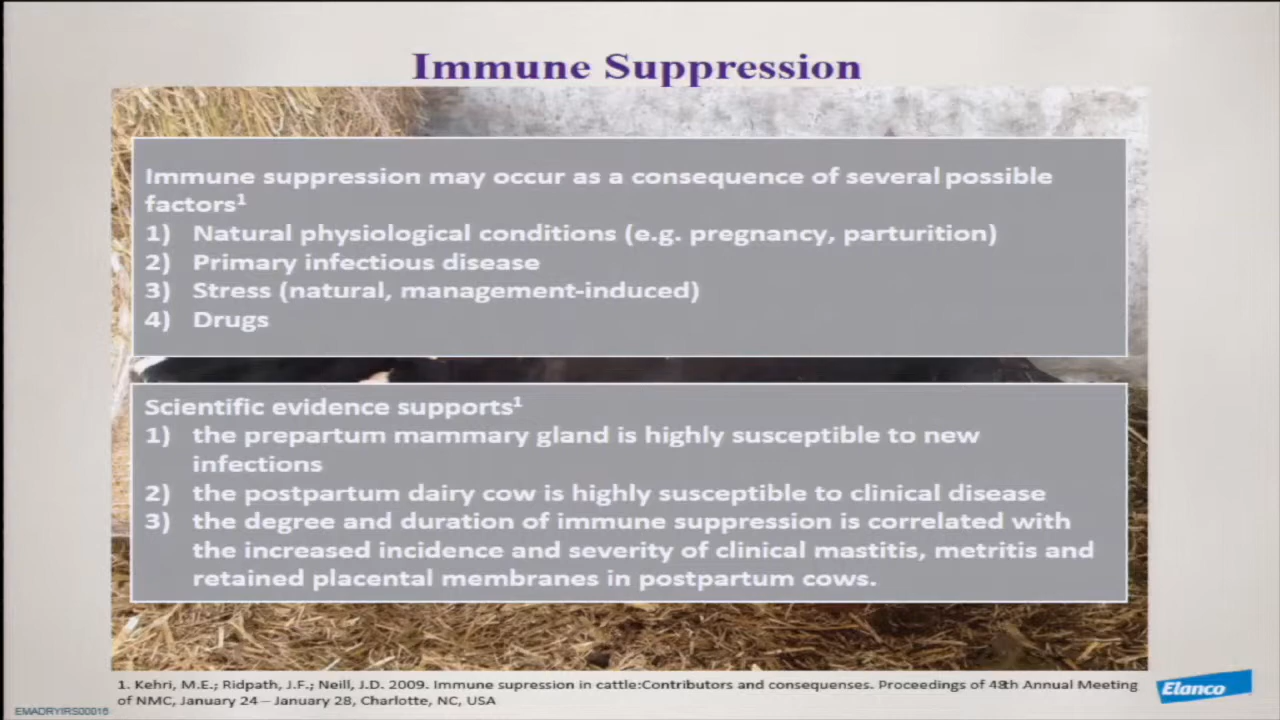 Immune Suppression
Immune suppression may occur as a consequence of several possible
factors¹
1) Natural physiological conditions (e.g. pregnancy, parturition)
2) Primary infectious disease
3) Stress (natural, management-induced)
4) Drugs
Scientific evidence supports¹
1) the prepartum mammary gland is highly susceptible to new
infections
2) the postpartum dairy cow is highly susceptible to clinical disease
3) the degree and duration of immune suppression is correlated with
the increased incidence and severity of clinical mastitis, metritis and
retained placental membranes in postpartum cows.
1. Kehri, M.E.; Ridpath, J.F.; Neill, J.D. 2009. Immune supression in cattle:Contributors and consequenses. Proceedings of 48th Annual Meeting
of NMC, January 24 – January 28, Charlotte, NC, USA
Elanco
EMADRYIRS00016